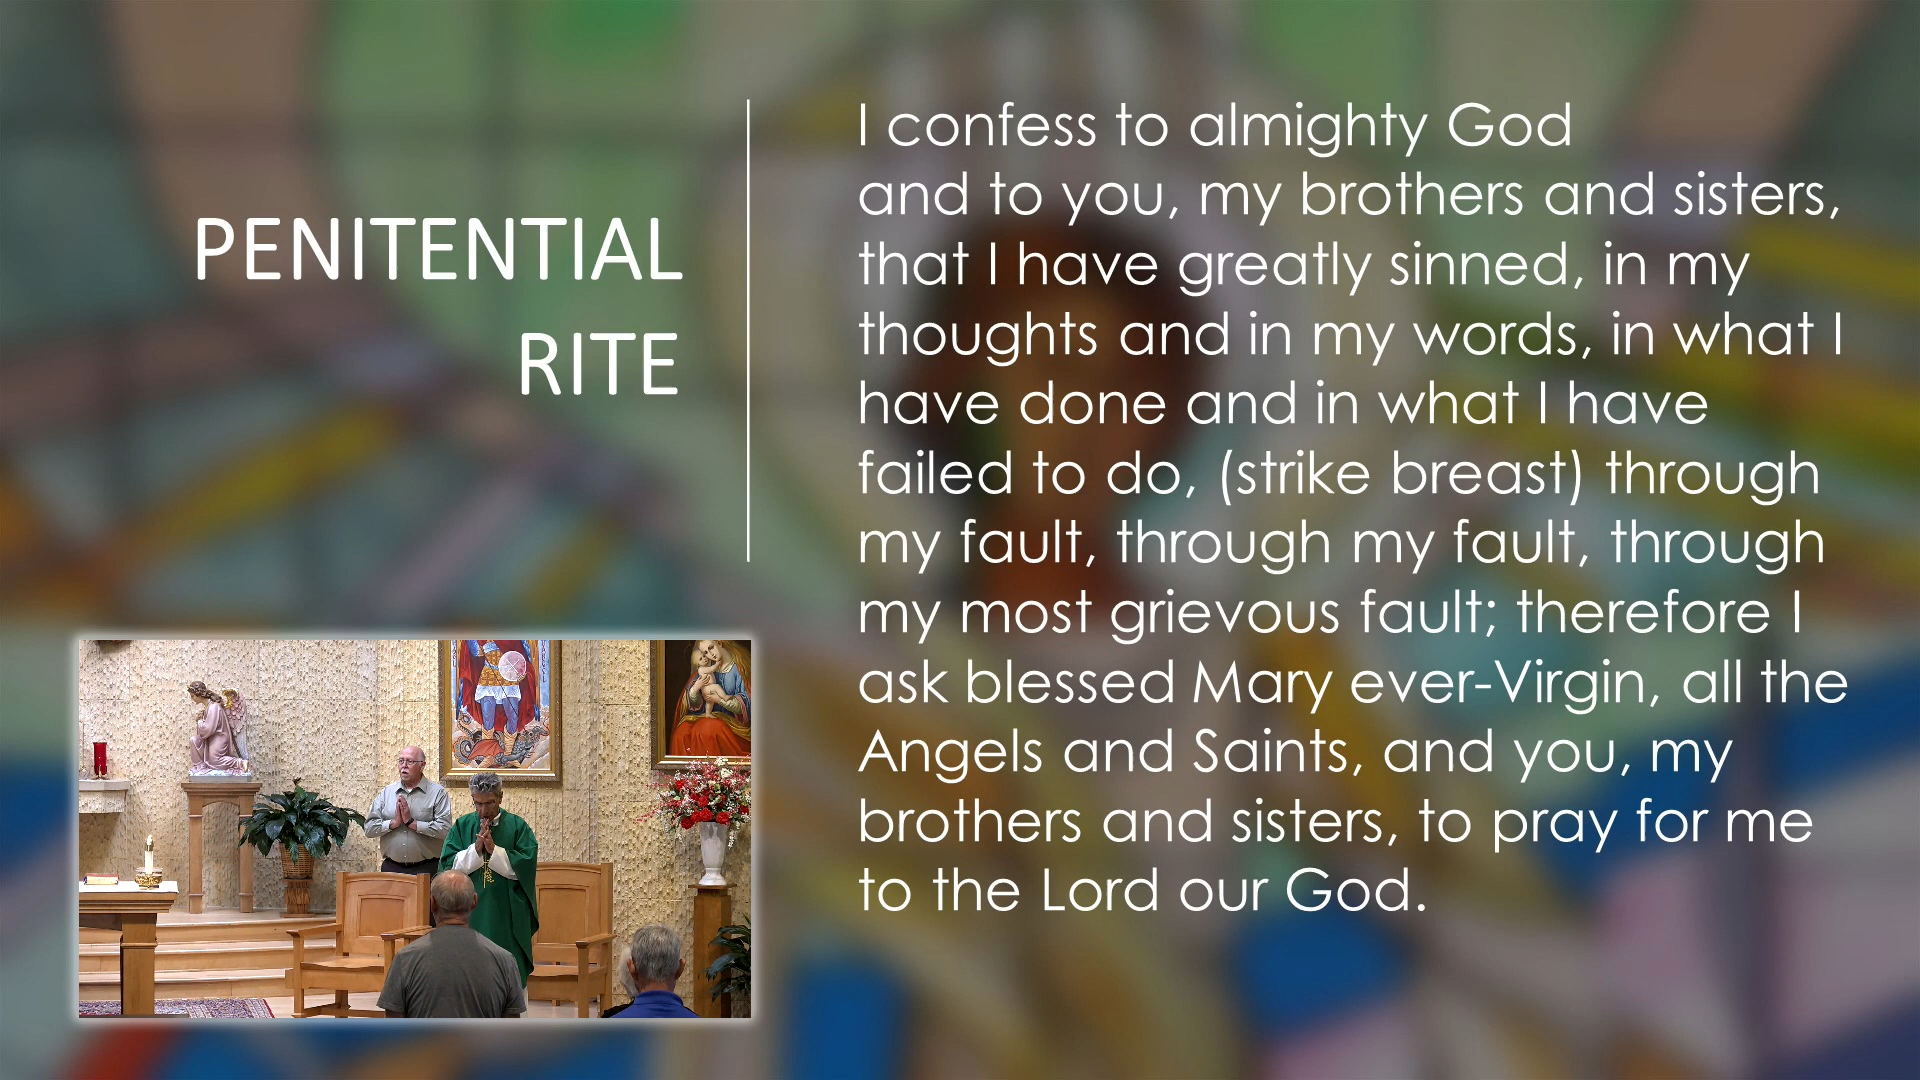 PENITENTIAL
RITE
I confess to almighty God
and to you, my brothers and sisters,
that I have greatly sinned, in my
thoughts and in my words, in what I
have done and in what I have
failed to do, (strike breast) through
my fault, through my fault, through
my most grievous fault; therefore I
ask blessed Mary ever-Virgin, all the
Angels and Saints, and you, my
brothers and sisters, to pray for me
to the Lord our God.